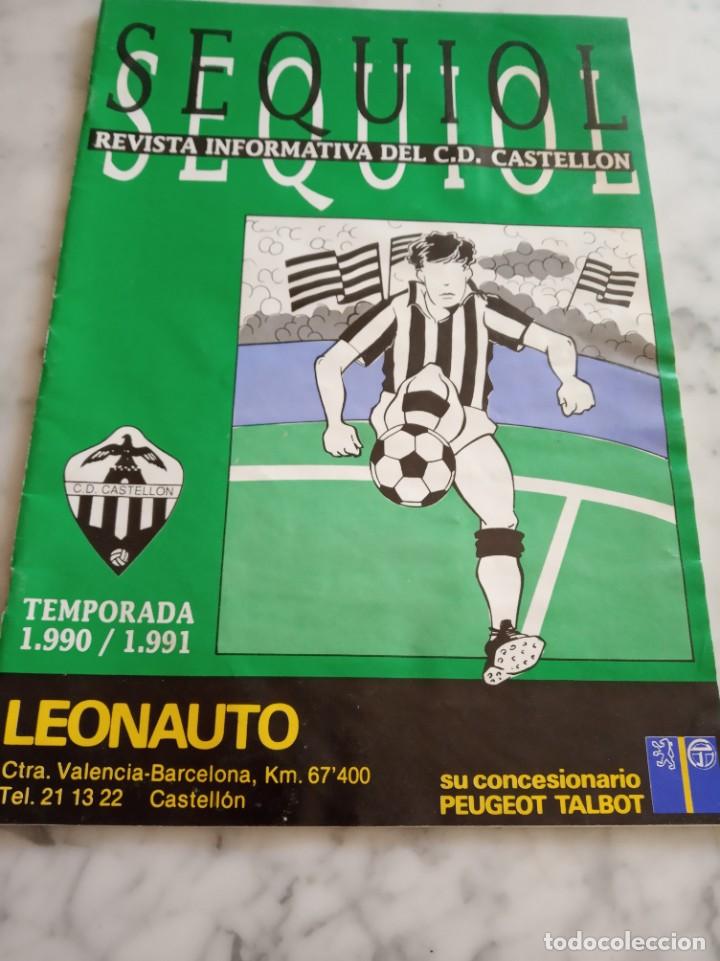 SEQUIOL
SEQUIOL
REVISTA INFORMATIVA DEL C.D. CASTELLON
C.D. CASTELLON
TEMPORADA
1.990 / 1.991
LEONAUTO
Ctra. Valencia-Barcelona, Km. 67'400
Tel. 21 13 22 Castellón
su concesionario
PEUGEOT TALBOT
todocoleccion